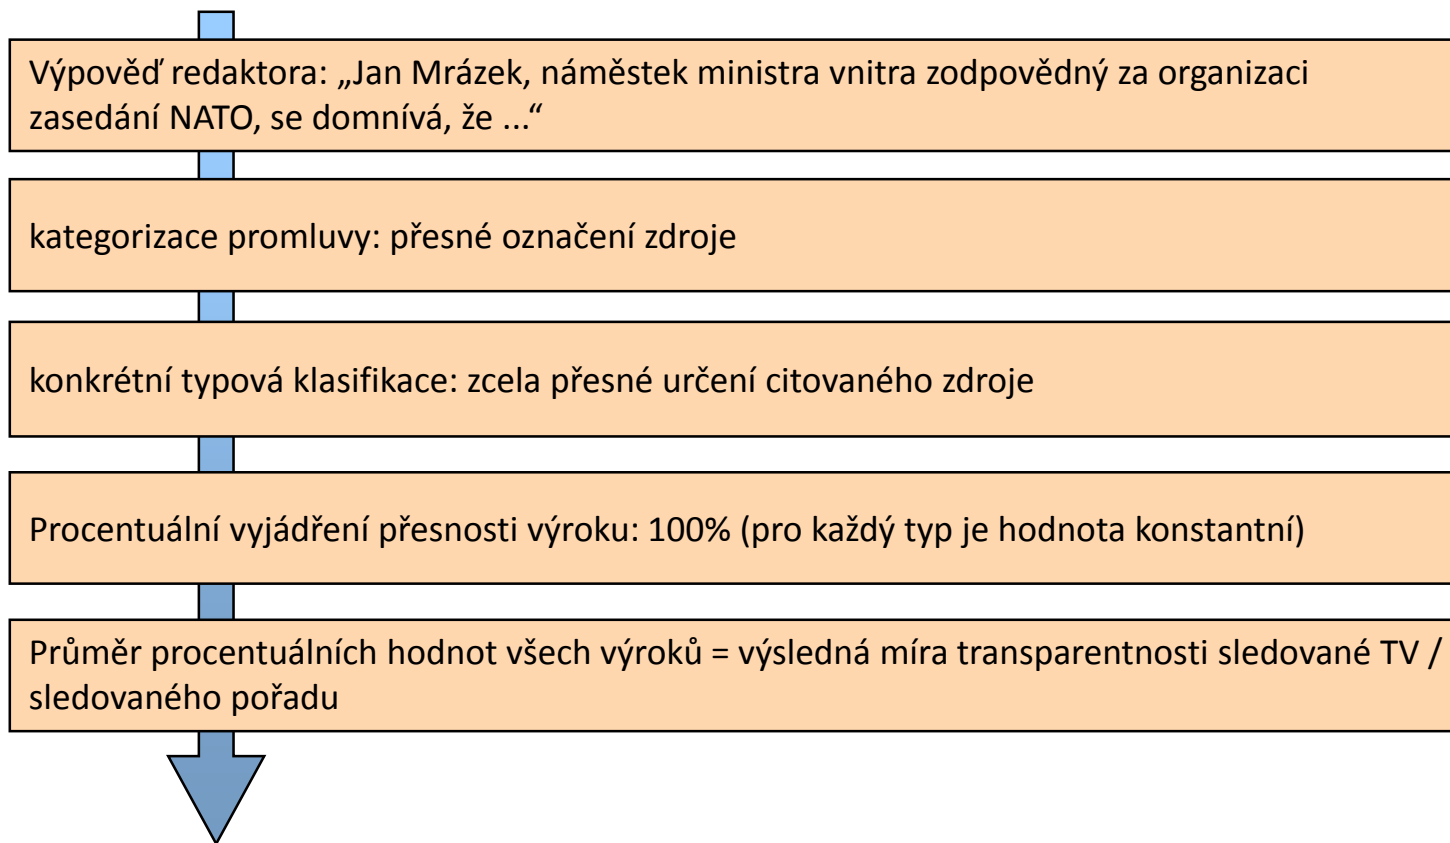 Výpověď redaktora: „Jan Mrázek, náměstek ministra vnitra zodpovědný za organizaci
zasedání NATO, se domnívá, že ...“
kategorizace promluvy: přesné označení zdroje
konkrétní typová klasifikace: zcela přesné určení citovaného zdroje
Procentuální vyjádření přesnosti výroku: 100% (pro každý typ je hodnota konstantní)
Průměr procentuálních hodnot všech výroků = výsledná míra transparentnosti sledované TV /
sledovaného pořadu